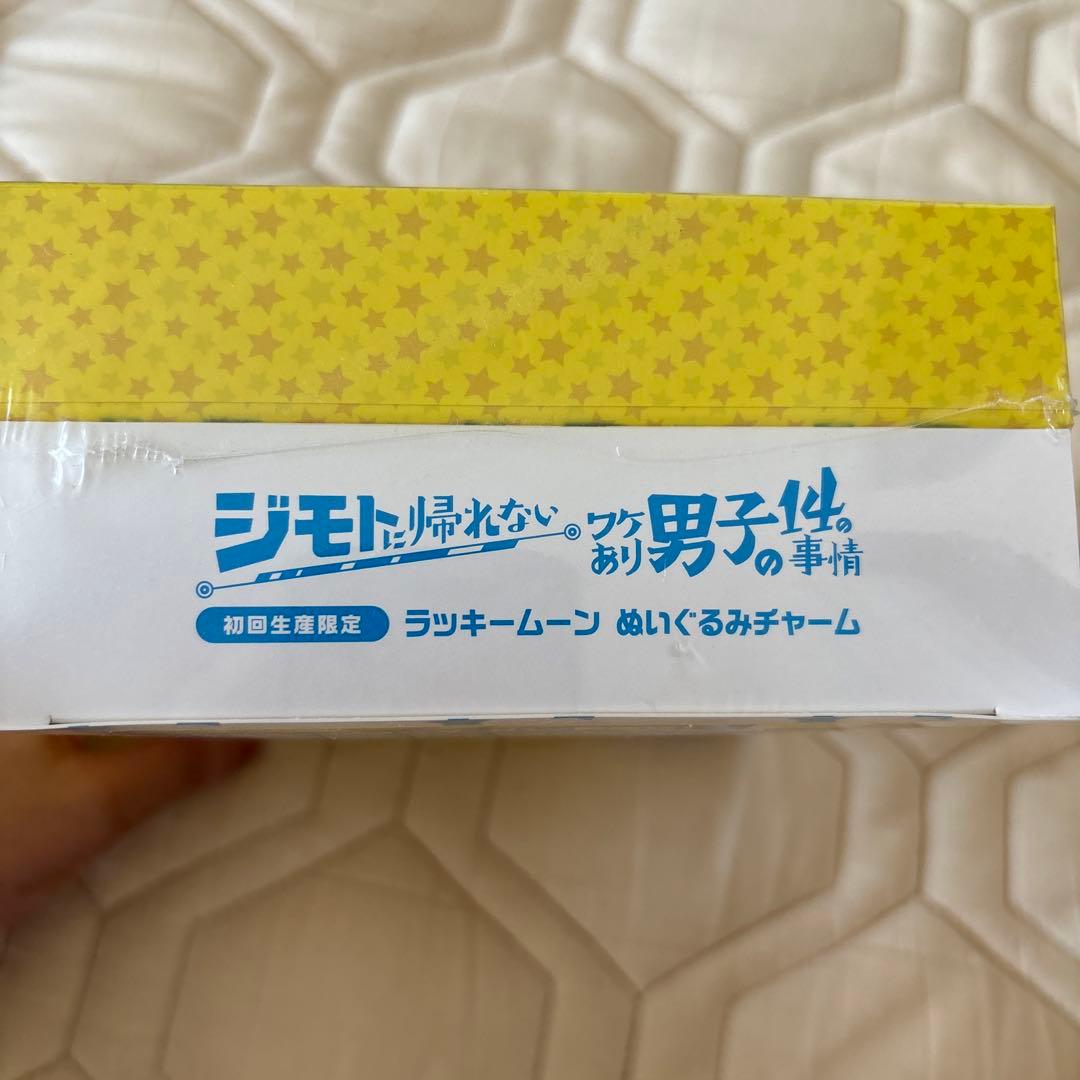 ジモトに帰れないワケあり男子の14の事情
初回生産限定 ラッキームーン ぬいぐるみチャーム